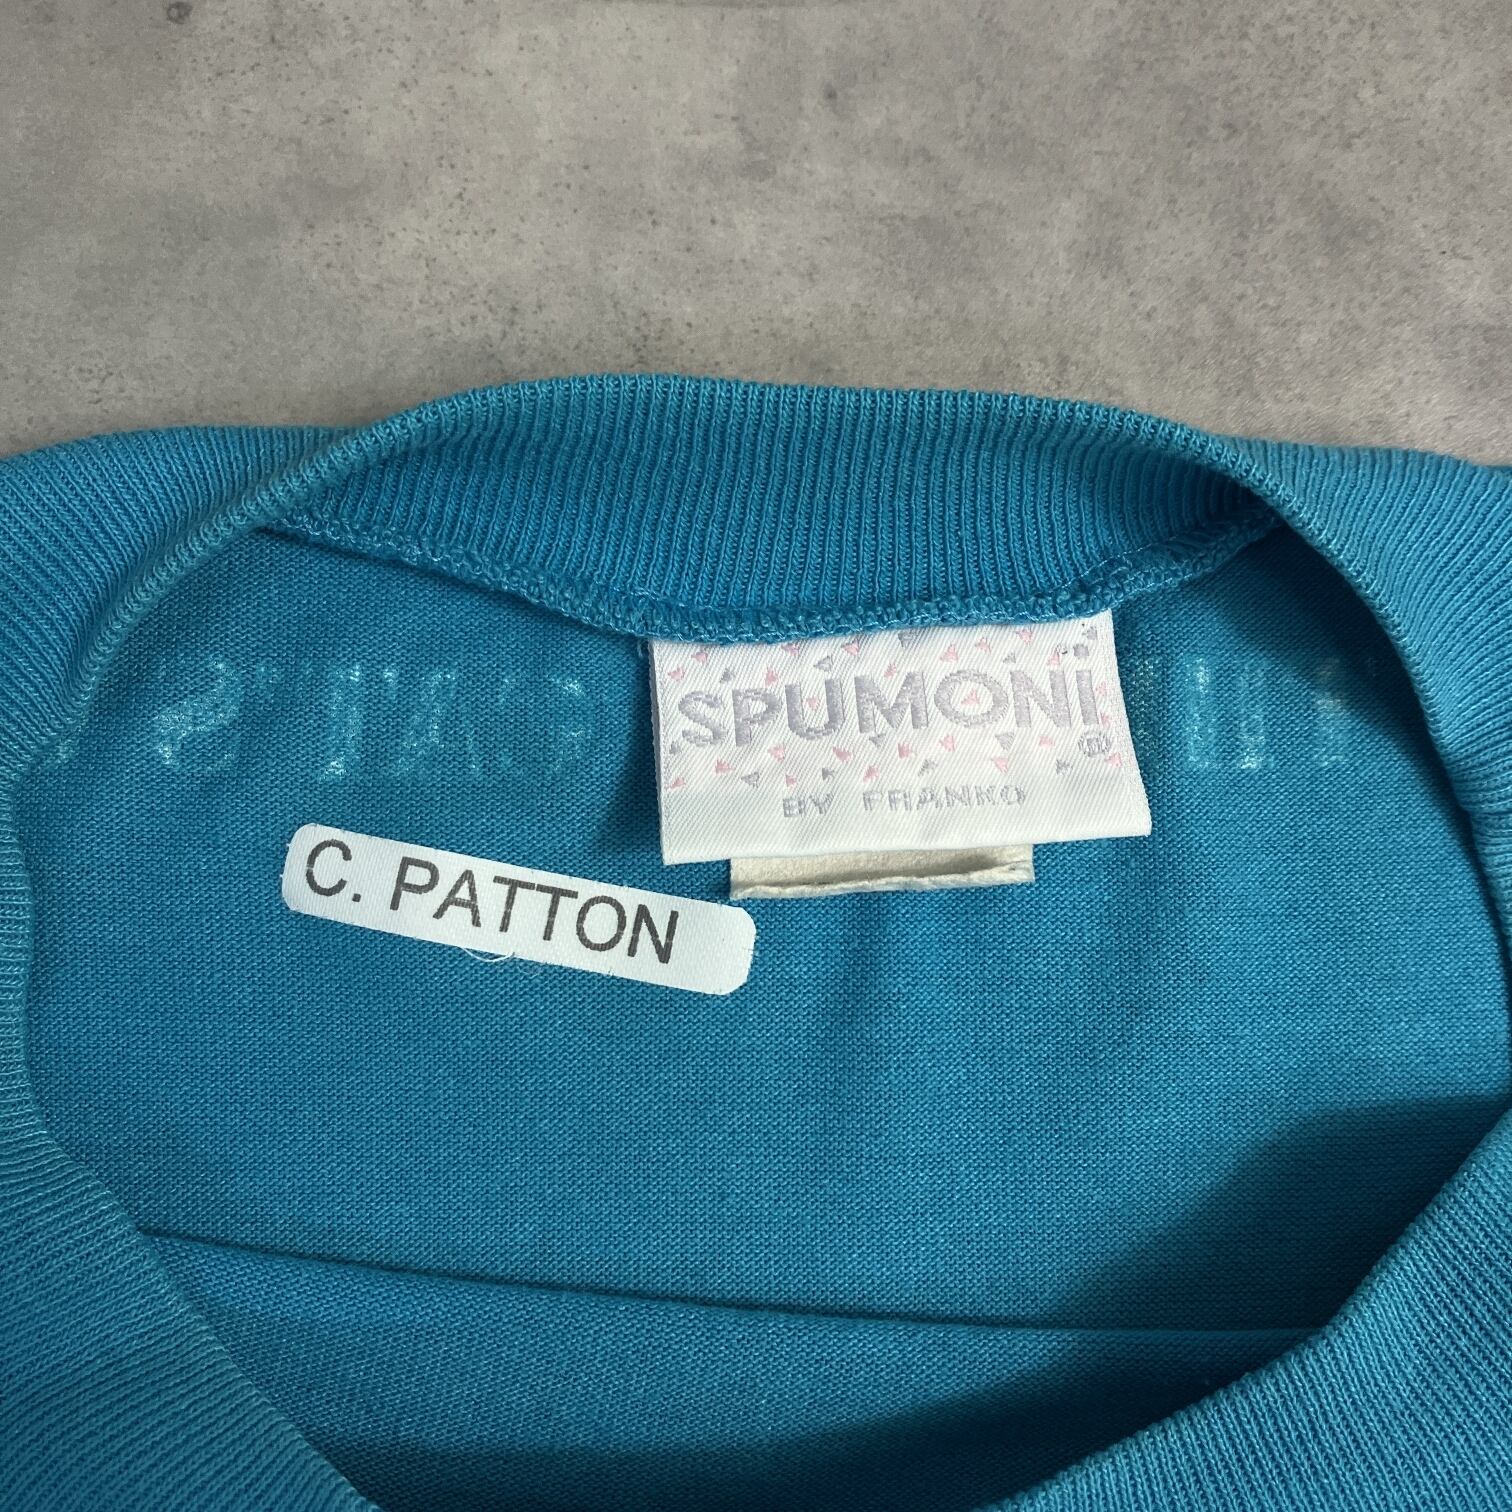 SPUMONi®
BY FRANKO
C. PATTON